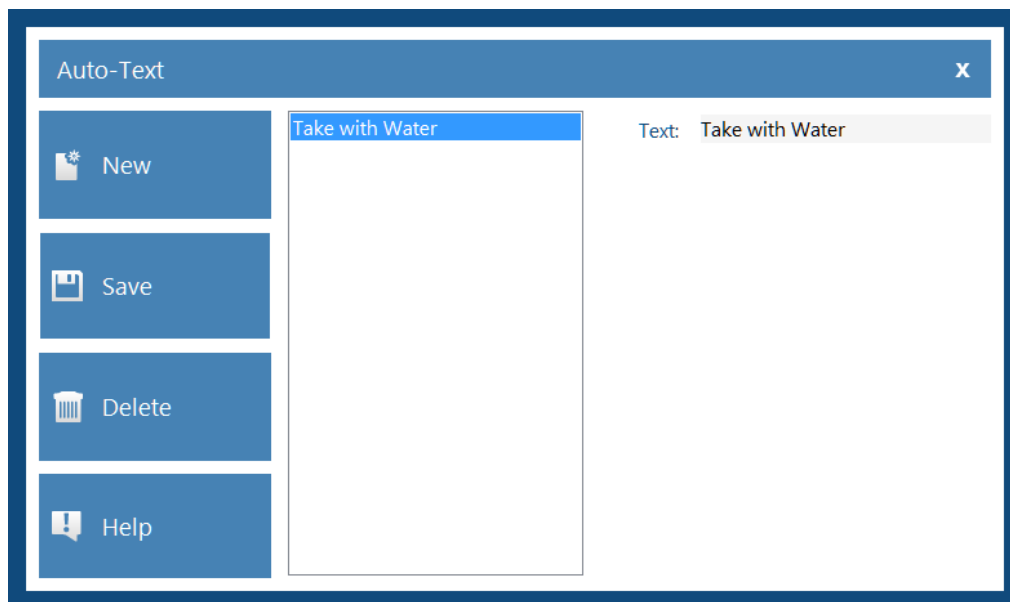 Auto-Text
x
New
Save
Delete
Help
Take with Water
Text: Take with Water